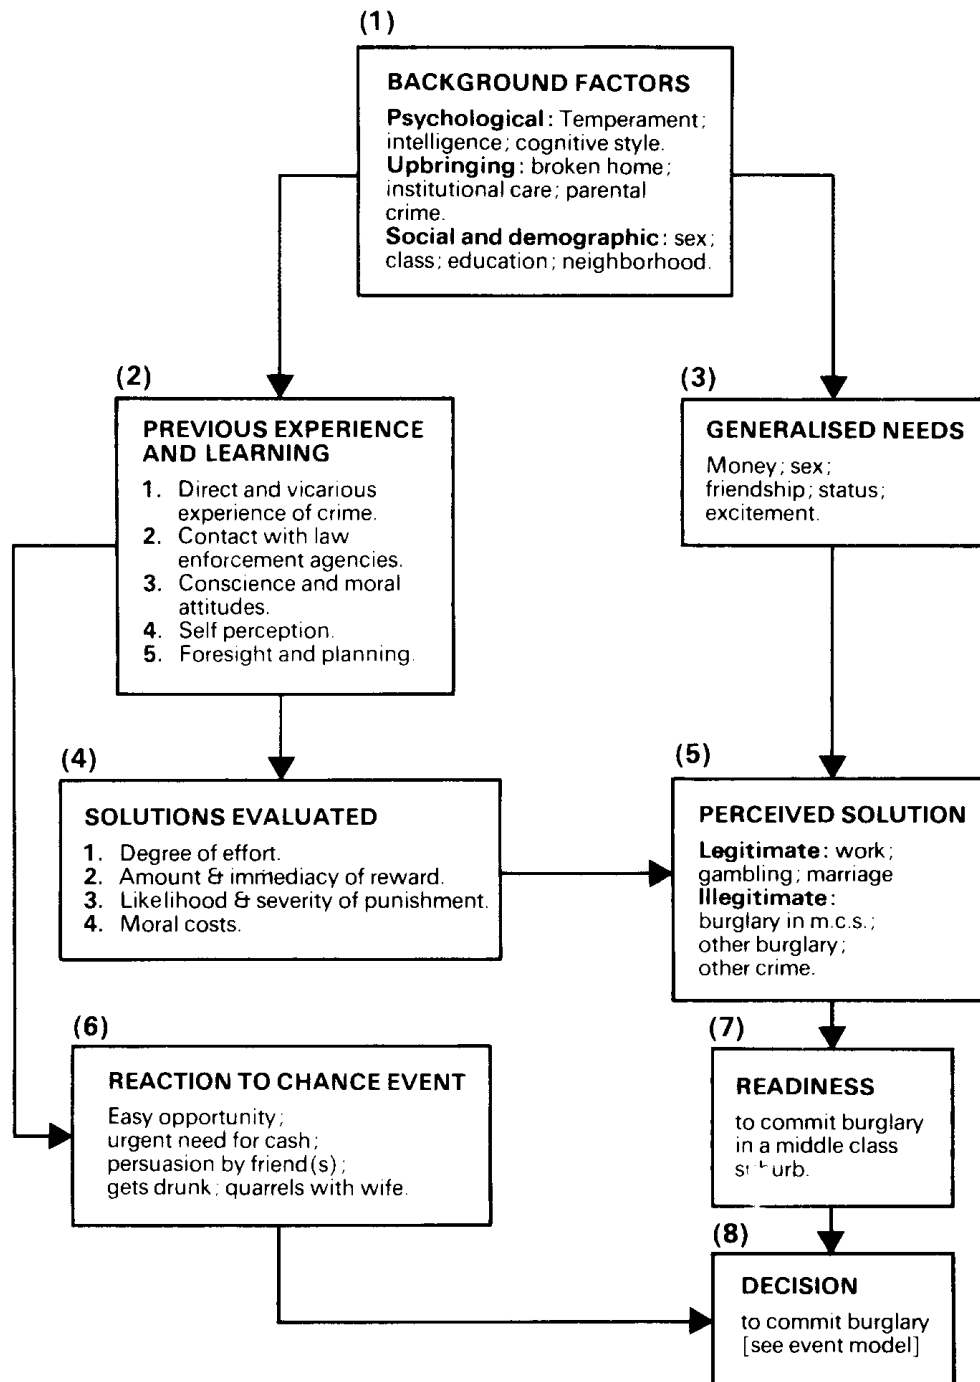 (1)
BACKGROUND FACTORS
Psychological: Temperament;
intelligence; cognitive style.
Upbringing: broken home;
institutional care; parental
crime.
Social and demographic: sex;
class; education; neighborhood.
(2)
PREVIOUS EXPERIENCE
AND LEARNING
1. Direct and vicarious
experience of crime.
2. Contact with law
enforcement agencies.
3. Conscience and moral
attitudes.
4. Self perception.
5. Foresight and planning.
(3)
GENERALISED NEEDS
Money; sex;
friendship; status;
excitement.
(4)
SOLUTIONS EVALUATED
1. Degree of effort.
2. Amount & immediacy of reward.
3. Likelihood & severity of punishment.
4. Moral costs.
(5)
PERCEIVED SOLUTION
Legitimate: work;
gambling; marriage
Illegitimate:
burglary in m.c.s.;
other burglary;
other crime.
(6)
REACTION TO CHANCE EVENT
Easy opportunity;
urgent need for cash;
persuasion by friend(s);
gets drunk; quarrels with wife.
(7)
READINESS
to commit burglary
in a middle class
(8)
DECISION
to commit burglary
[see event model]